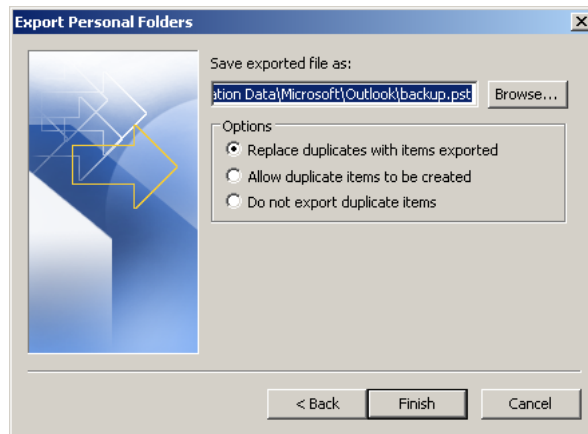 Export Personal Folders
Save exported file as:
ation Data\Microsoft\Outlook\backup.pst
Browse...
Options
Replace duplicates with items exported
Allow duplicate items to be created
Do not export duplicate items
< Back
Finish
Cancel